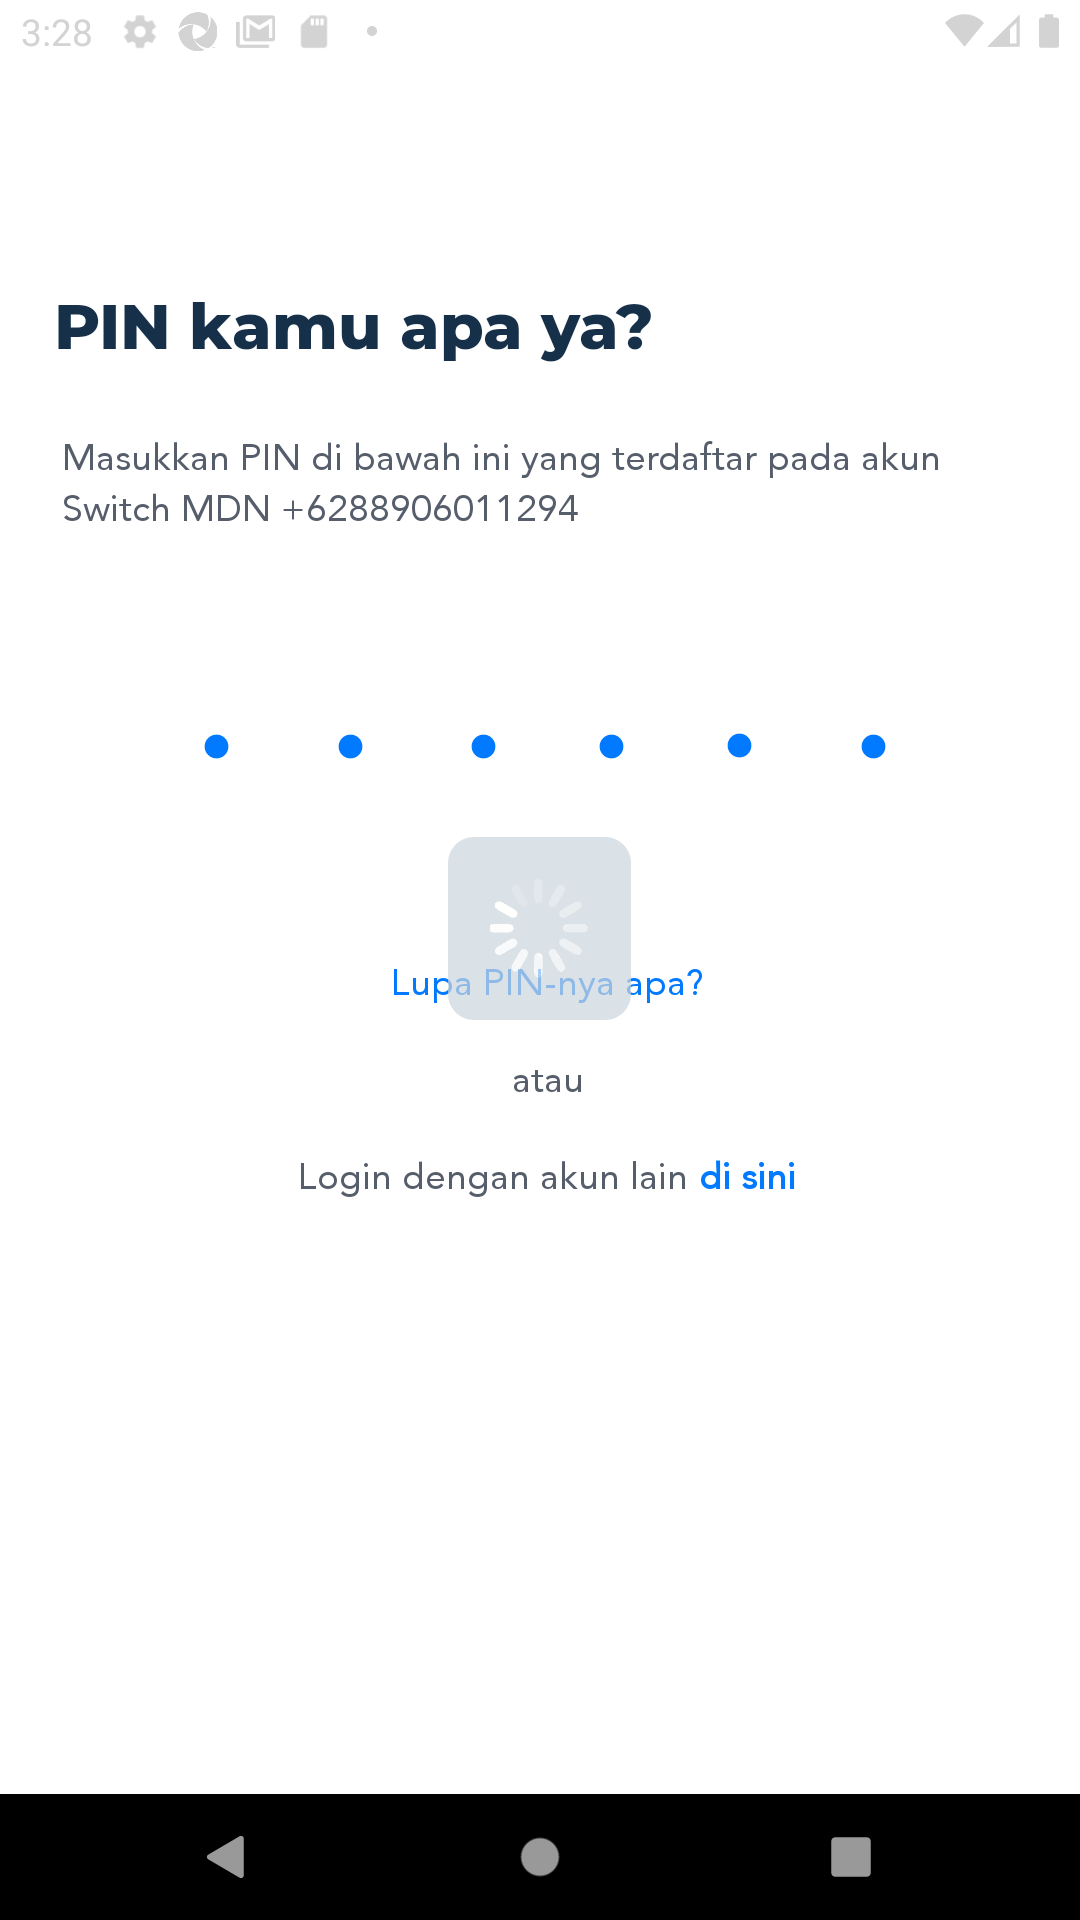 3:28
PIN kamu apa ya?
Masukkan PIN di bawah ini yang terdaftar pada akun
Switch MDN +6288906011294
Lupa PIN-nya apa?
atau
Login dengan akun lain di sini